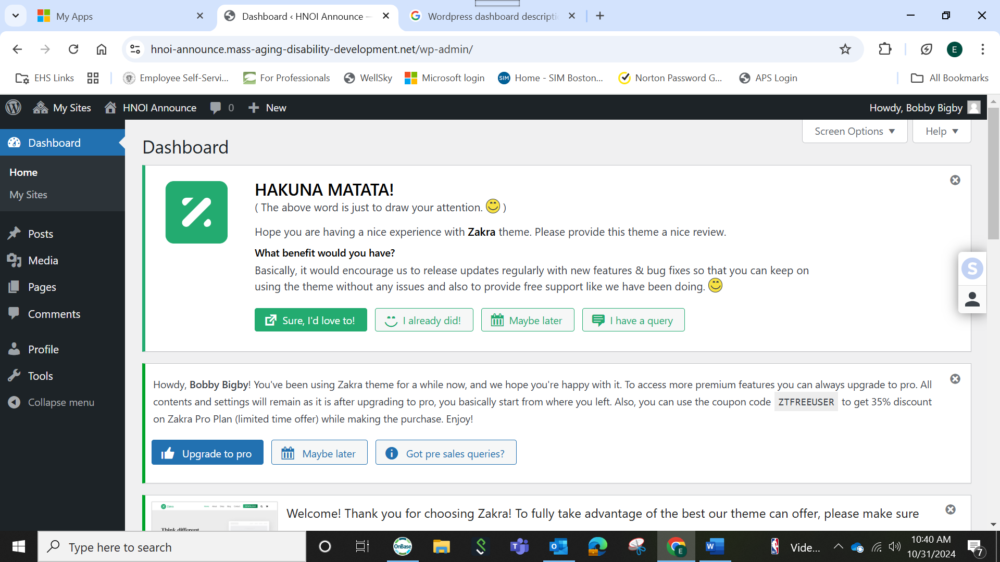 My Apps
Dashboard ‹ HNOI Announce —
Wordpress dashboard descripti
hnoi-announce.mass-aging-disability-development.net/wp-admin/
E
EHS Links
Employee Self-Servi...
For Professionals
WellSky
Microsoft login
SIM
Home - SIM Boston...
Norton Password G...
APS Login
All Bookmarks
My Sites
HNOI Announce
0
New
Howdy, Bobby Bigby
Dashboard
Home
My Sites
Posts
Media
Pages
Comments
Profile
Tools
Collapse menu
Screen Options
Help
Dashboard
HAKUNA MATATA!
( The above word is just to draw your attention. 😊 )
Hope you are having a nice experience with Zakra theme. Please provide this theme a nice review.
What benefit would you have?
Basically, it would encourage us to release updates regularly with new features & bug fixes so that you can keep on
using the theme without any issues and also to provide free support like we have been doing. 😊
Sure, I'd love to!
I already did!
Maybe later
I have a query
S
Howdy, Bobby Bigby! You've been using Zakra theme for a while now, and we hope you're happy with it. To access more premium features you can always upgrade to pro. All
contents and settings will remain as it is after upgrading to pro, you basically start from where you left. Also, you can use the coupon code ZTFREEUSER to get 35% discount
on Zakra Pro Plan (limited time offer) while making the purchase. Enjoy!
Upgrade to pro
Maybe later
Got pre sales queries?
Zakra
Think different
Welcome! Thank you for choosing Zakra! To fully take advantage of the best our theme can offer, please make sure
Type here to search
OnBase
E
Vide...
10:40 AM
10/31/2024
7